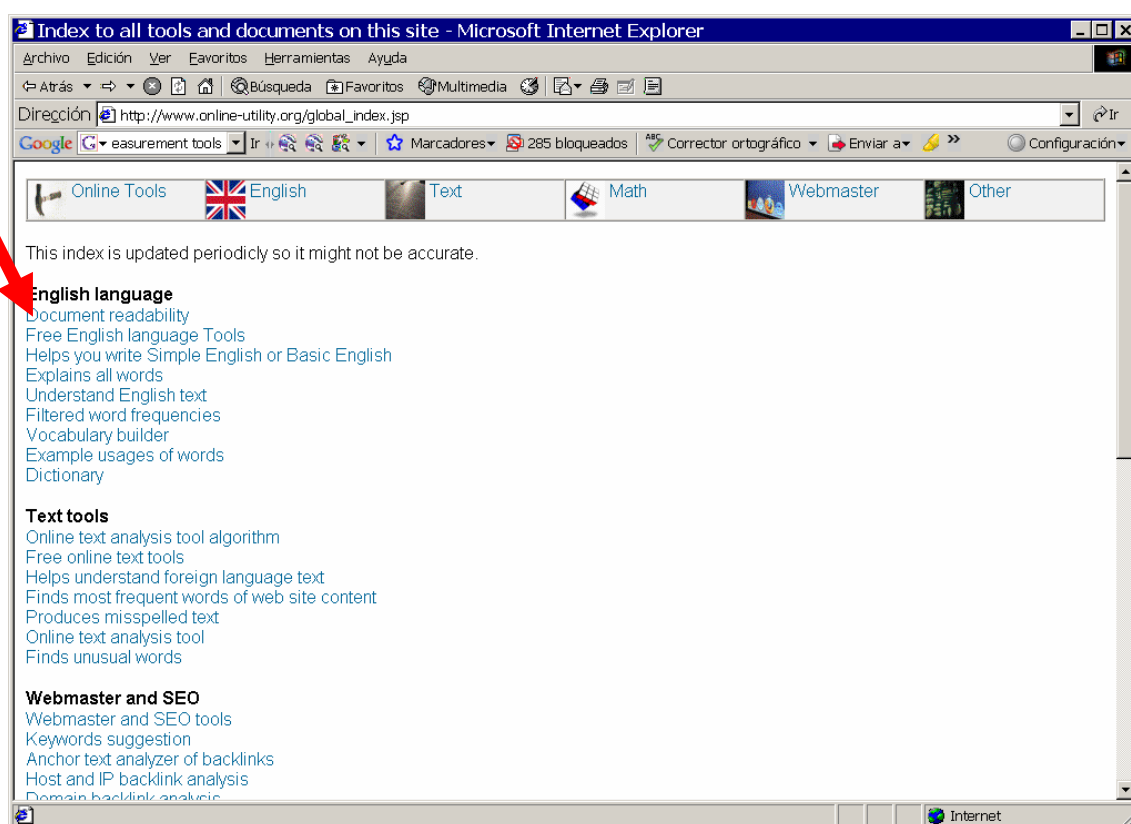 Index to all tools and documents on this site - Microsoft Internet Explorer
Archivo Edición Ver Favoritos Herramientas Ayuda
Atrás Búsqueda Favoritos Multimedia
Dirección http://www.online-utility.org/global_index.jsp Ir
Google G easurement tools Ir Marcadores 285 bloqueados ABC Corrector ortográfico Enviar a » Configuración
Online Tools English Text Math Webmaster Other
This index is updated periodicly so it might not be accurate.
English language
Document readability
Free English language Tools
Helps you write Simple English or Basic English
Explains all words
Understand English text
Filtered word frequencies
Vocabulary builder
Example usages of words
Dictionary
Text tools
Online text analysis tool algorithm
Free online text tools
Helps understand foreign language text
Finds most frequent words of web site content
Produces misspelled text
Online text analysis tool
Finds unusual words
Webmaster and SEO
Webmaster and SEO tools
Keywords suggestion
Anchor text analyzer of backlinks
Host and IP backlink analysis
Domain backlink analysis
Internet